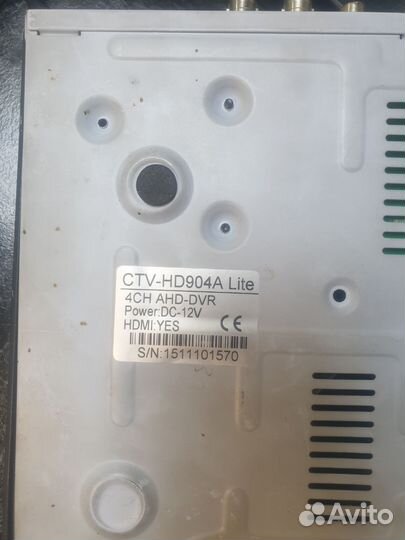 CTV-HD904A Lite
4CH AHD-DVR
Power:DC-12V
HDMI:YES CE
S/N:1511101570
Avito